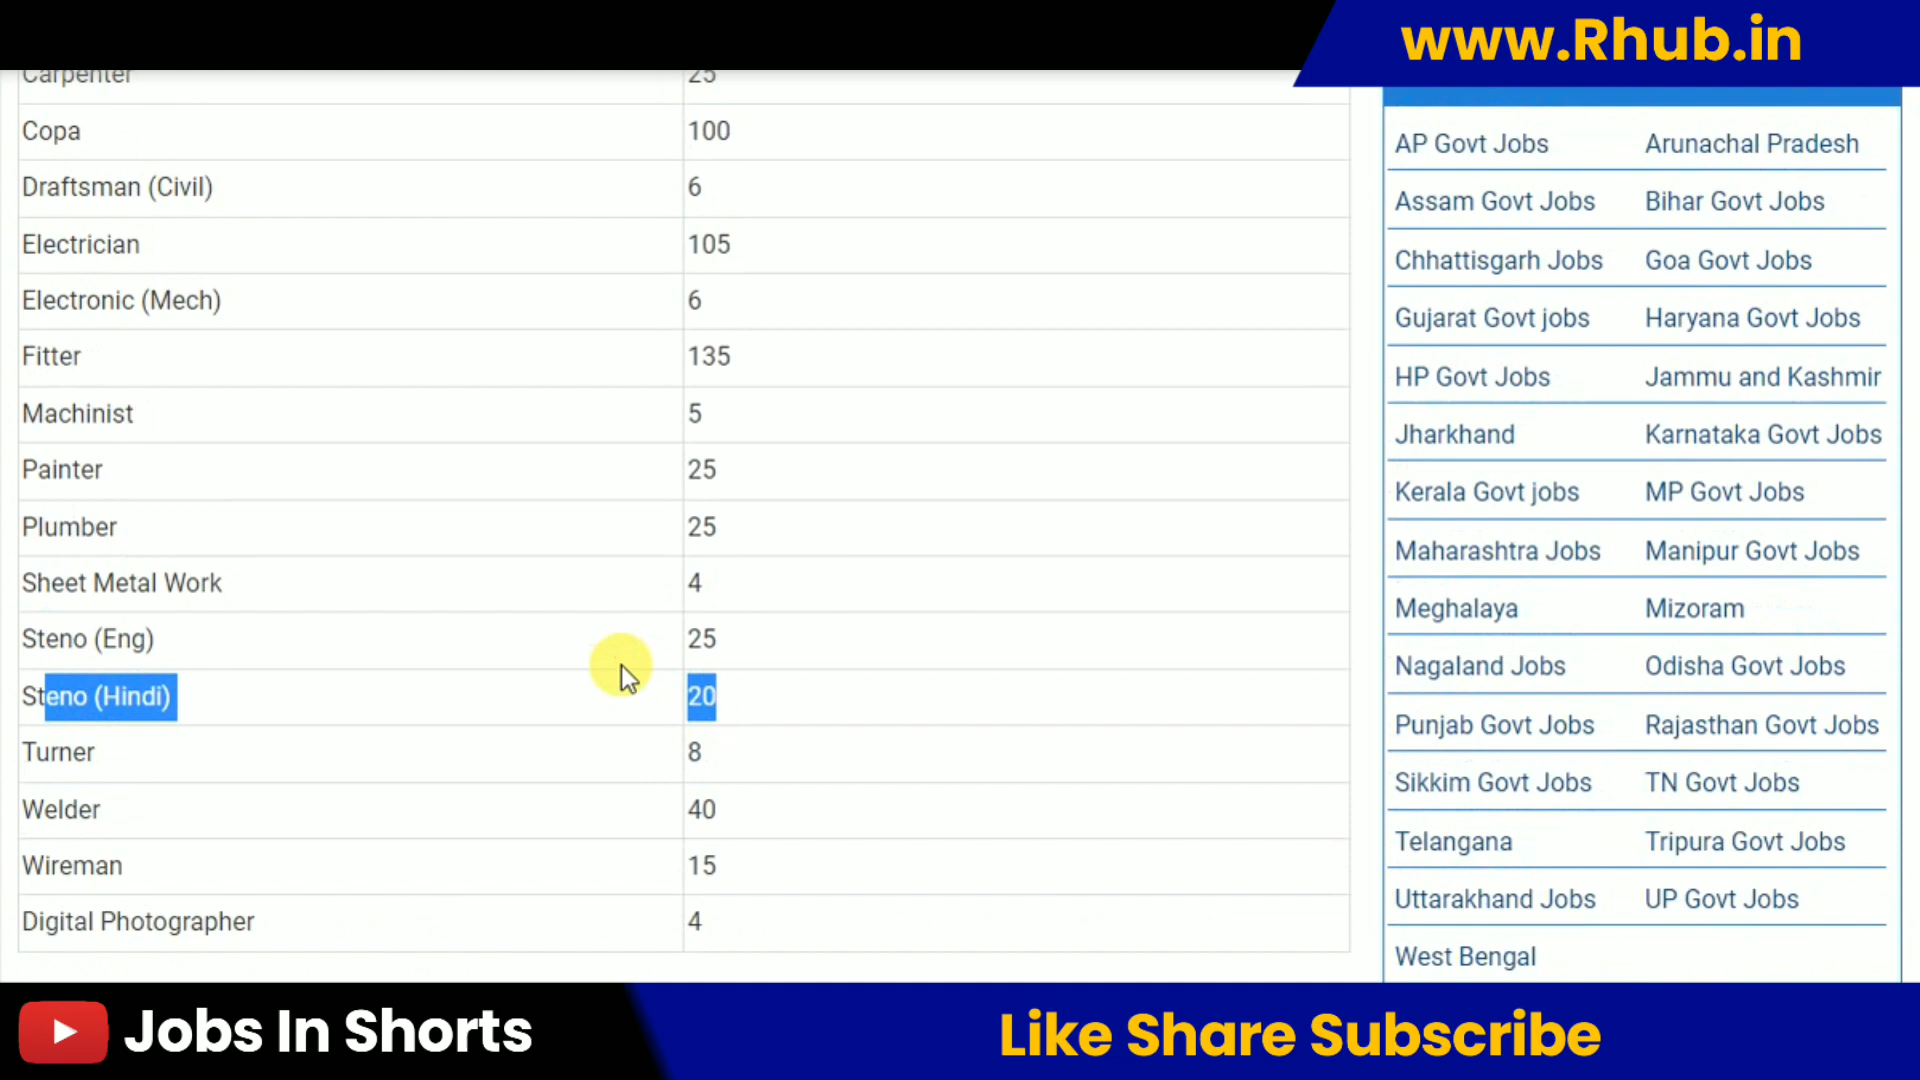 www.Rhub.in
Carpenter 25
Copa 100
Draftsman (Civil) 6
Electrician 105
Electronic (Mech) 6
Fitter 135
Machinist 5
Painter 25
Plumber 25
Sheet Metal Work 4
Steno (Eng) 25
Steno (Hindi) 20
Turner 8
Welder 40
Wireman 15
Digital Photographer 4
AP Govt Jobs Arunachal Pradesh
Assam Govt Jobs Bihar Govt Jobs
Chhattisgarh Jobs Goa Govt Jobs
Gujarat Govt jobs Haryana Govt Jobs
HP Govt Jobs Jammu and Kashmir
Jharkhand Karnataka Govt Jobs
Kerala Govt jobs MP Govt Jobs
Maharashtra Jobs Manipur Govt Jobs
Meghalaya Mizoram
Nagaland Jobs Odisha Govt Jobs
Punjab Govt Jobs Rajasthan Govt Jobs
Sikkim Govt Jobs TN Govt Jobs
Telangana Tripura Govt Jobs
Uttarakhand Jobs UP Govt Jobs
West Bengal
Jobs In Shorts
Like Share Subscribe